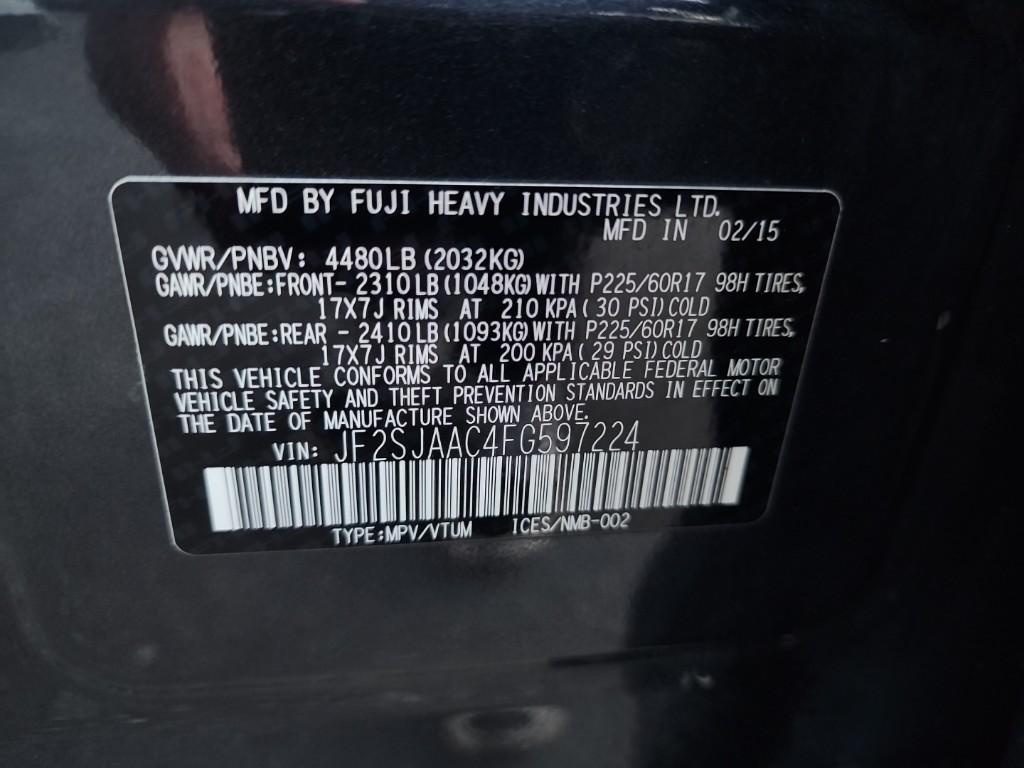 MFD BY FUJI HEAVY INDUSTRIES LTD.
MFD IN 02/15
GVWR/PNBV: 4480LB (2032KG)
GAWR/PNBE:FRONT- 2310 LB (1048KG) WITH P225/60R17 98H TIRES,
17X7J RIMS AT 210 KPA ( 30 PSI) COLD
GAWR/PNBE:REAR - 2410 LB (1093KG) WITH P225/60R17 98H TIRES,
17X7J RIMS AT 200 KPA ( 29 PSI) COLD
THIS VEHICLE CONFORMS TO ALL APPLICABLE FEDERAL MOTOR
VEHICLE SAFETY AND THEFT PREVENTION STANDARDS IN EFFECT ON
THE DATE OF MANUFACTURE SHOWN ABOVE.
VIN: JF2SJAAC4FG597224
TYPE:MPV/VTUM ICES/NMB-002